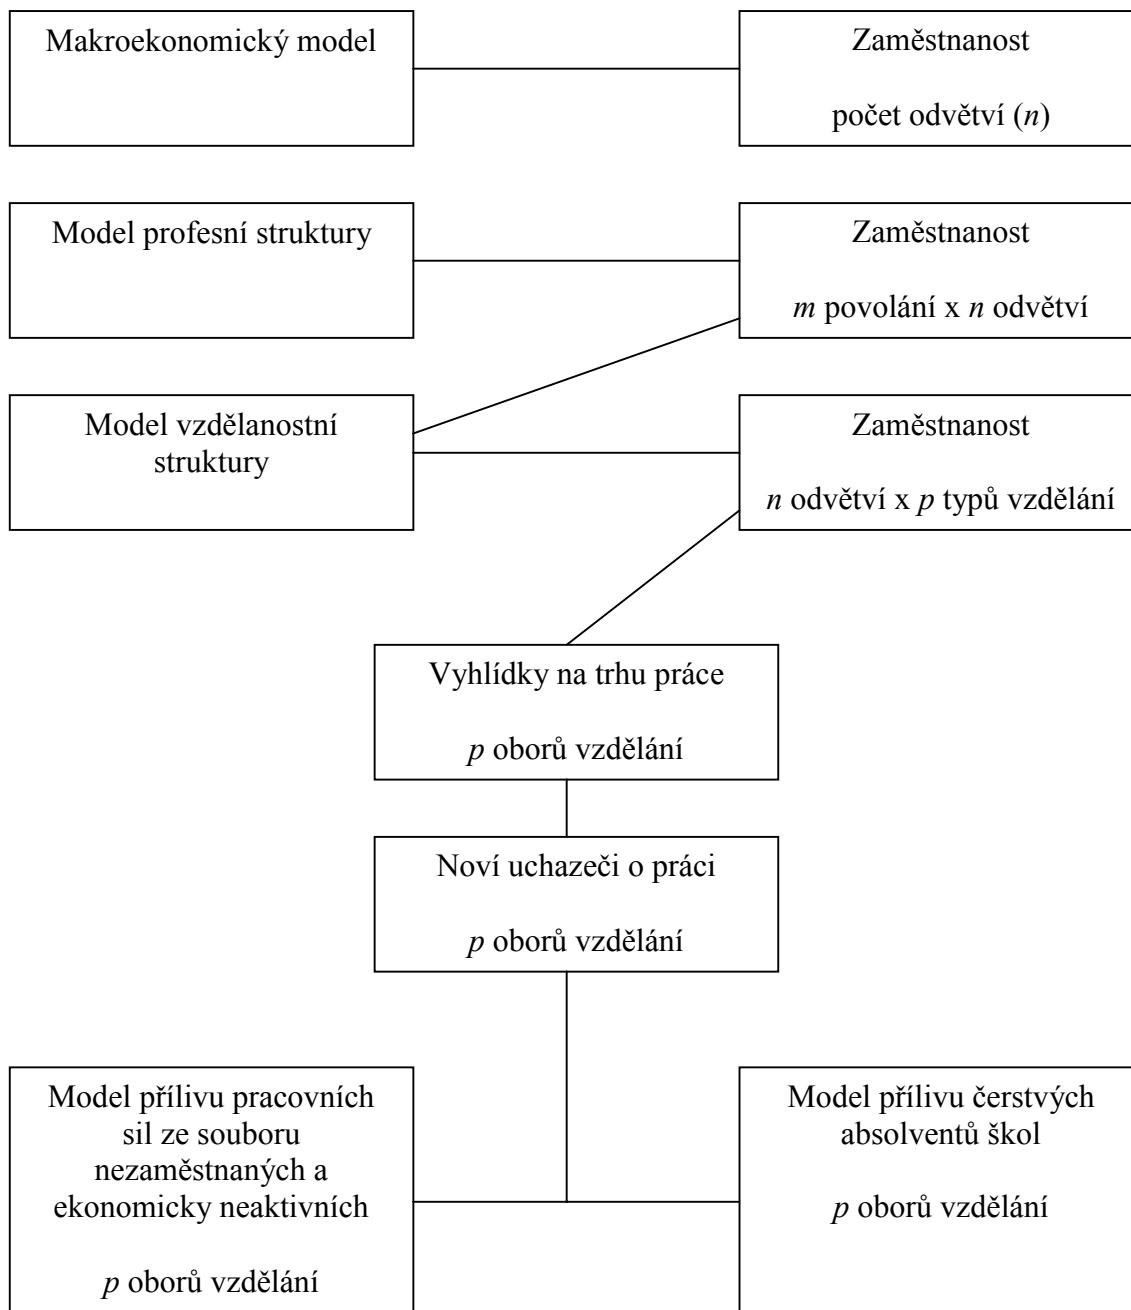 Makroekonomický model
Zaměstnanost
počet odvětví (n)
Model profesní struktury
Zaměstnanost
m povolání x n odvětví
Model vzdělanostní
struktury
Zaměstnanost
n odvětví x p typů vzdělání
Vyhlídky na trhu práce
p oborů vzdělání
Noví uchazeči o práci
p oborů vzdělání
Model přílivu pracovních
sil ze souboru
nezaměstnaných a
ekonomicky neaktivních
p oborů vzdělání
Model přílivu čerstvých
absolventů škol
p oborů vzdělání